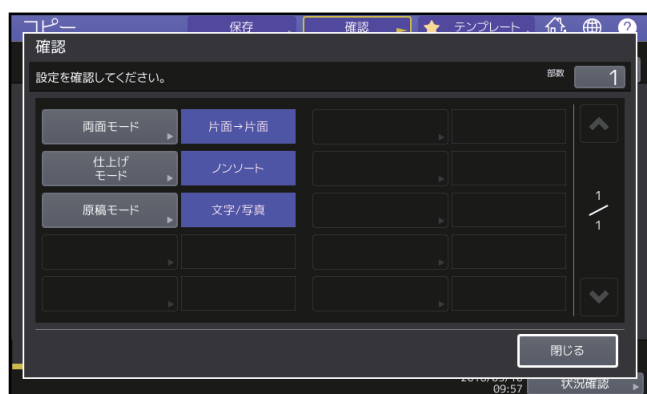 コピー 保存 確認 テンプレート ?
確認
設定を確認してください。 部数 1
両面モード 片面→片面
仕上げ
モード ノンソート
原稿モード 文字/写真
1
1
閉じる
09:57 状況確認